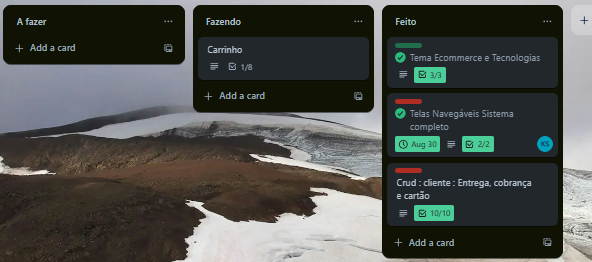 A fazer
+ Add a card
Fazendo
Carrinho
1/8
+ Add a card
Feito
Tema Ecommerce e Tecnologias
3/3
Telas Navegáveis Sistema
completo
Aug 30
2/2
KS
Crud : cliente : Entrega, cobrança
e cartão
10/10
+ Add a card
+